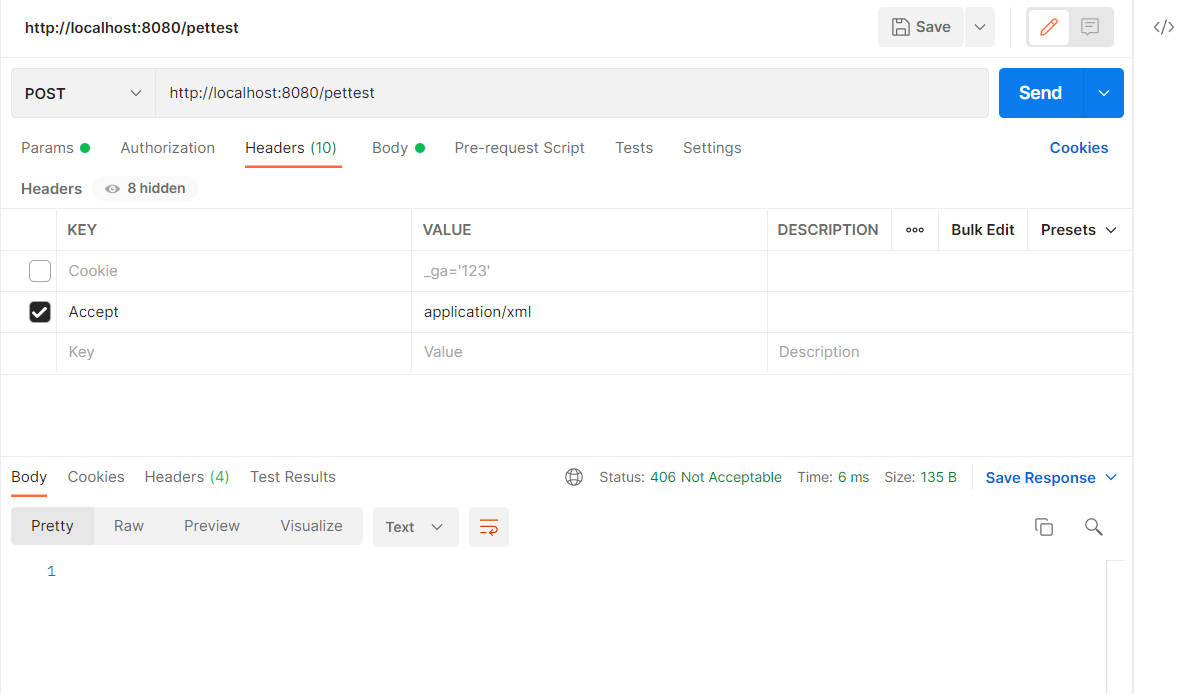 http://localhost:8080/pettest Save
POST http://localhost:8080/pettest Send
Params Authorization Headers (10) Body Pre-request Script Tests Settings Cookies
Headers 8 hidden
KEY VALUE DESCRIPTION Bulk Edit Presets
Cookie _ga='123'
Accept application/xml
Key Value Description
Body Cookies Headers (4) Test Results Status: 406 Not Acceptable Time: 6 ms Size: 135 B Save Response
Pretty Raw Preview Visualize Text
1